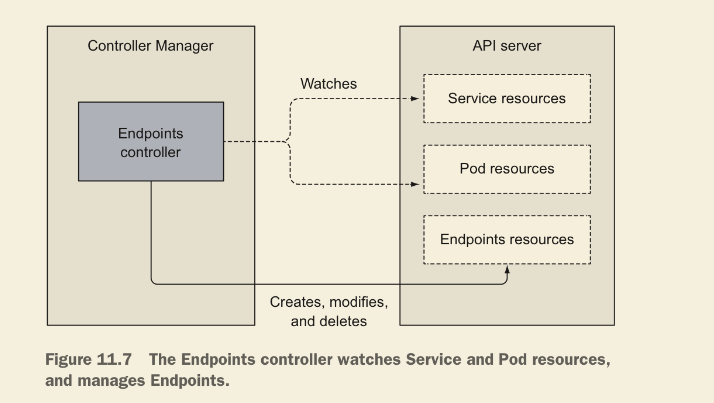 Controller Manager
API server
Watches
Service resources
Endpoints
controller
Pod resources
Endpoints resources
Creates, modifies,
and deletes
Figure 11.7 The Endpoints controller watches Service and Pod resources,
and manages Endpoints.